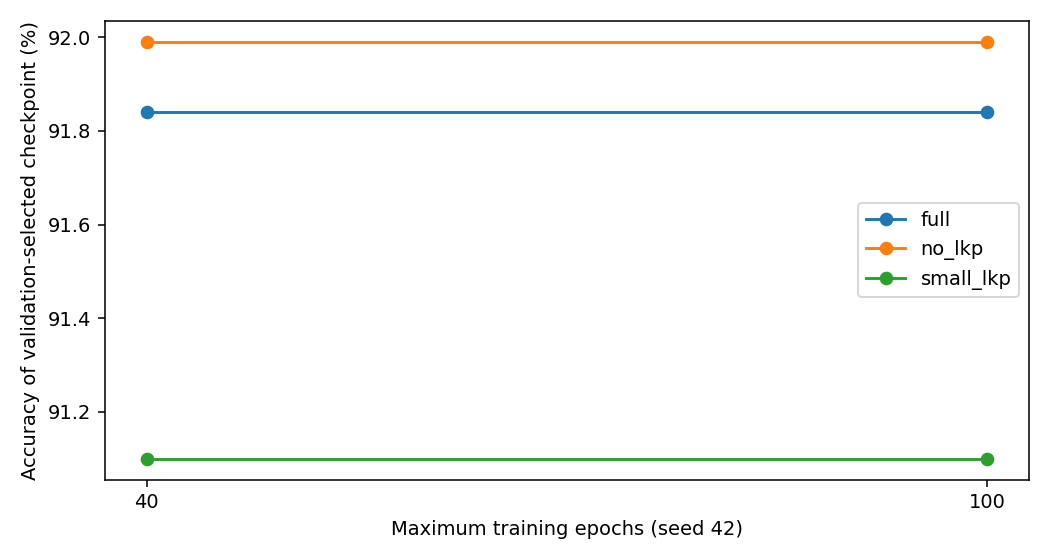 Accuracy of validation-selected checkpoint (%)
92.0
91.8
91.6
91.4
91.2
full
no_lkp
small_lkp
40
100
Maximum training epochs (seed 42)